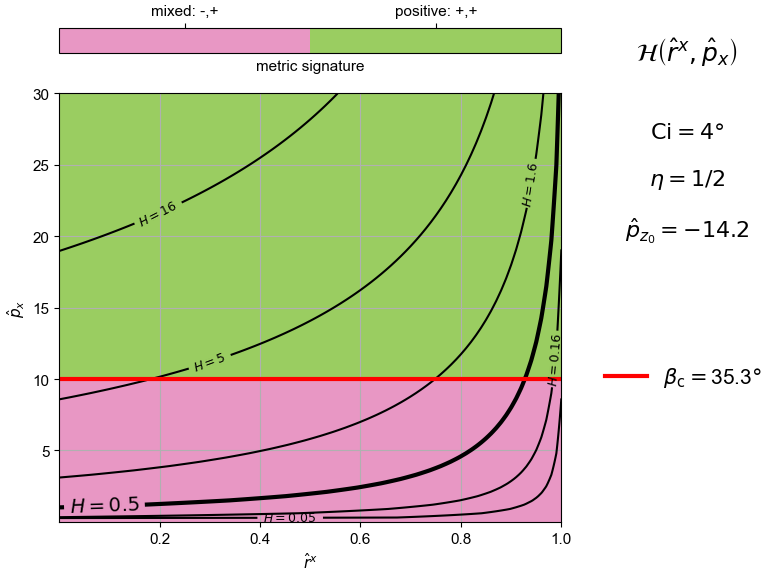 mixed: -,+ positive: +,+
metric signature
ℋ(r̂ˣ, p̂ₓ)
Ci = 4°
η = 1/2
p̂_{z₀} = −14.2
β_c = 35.3°
30
25
20
15
10
5
p̂ₓ
H = 16
H = 5
H = 1.6
H = 0.16
H = 0.5
H = 0.05
0.2 0.4 0.6 0.8 1.0
r̂ˣ